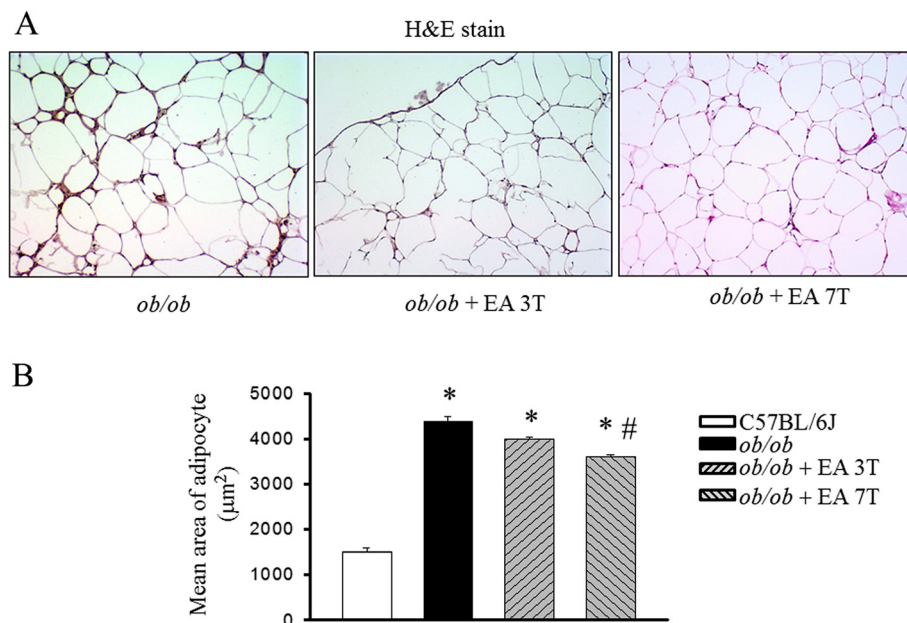 A
H&E stain
ob/ob
ob/ob + EA 3T
ob/ob + EA 7T
B
Mean area of adipocyte
(μm²)
5000
4000
3000
2000
1000
0
*
*
* #
C57BL/6J
ob/ob
ob/ob + EA 3T
ob/ob + EA 7T